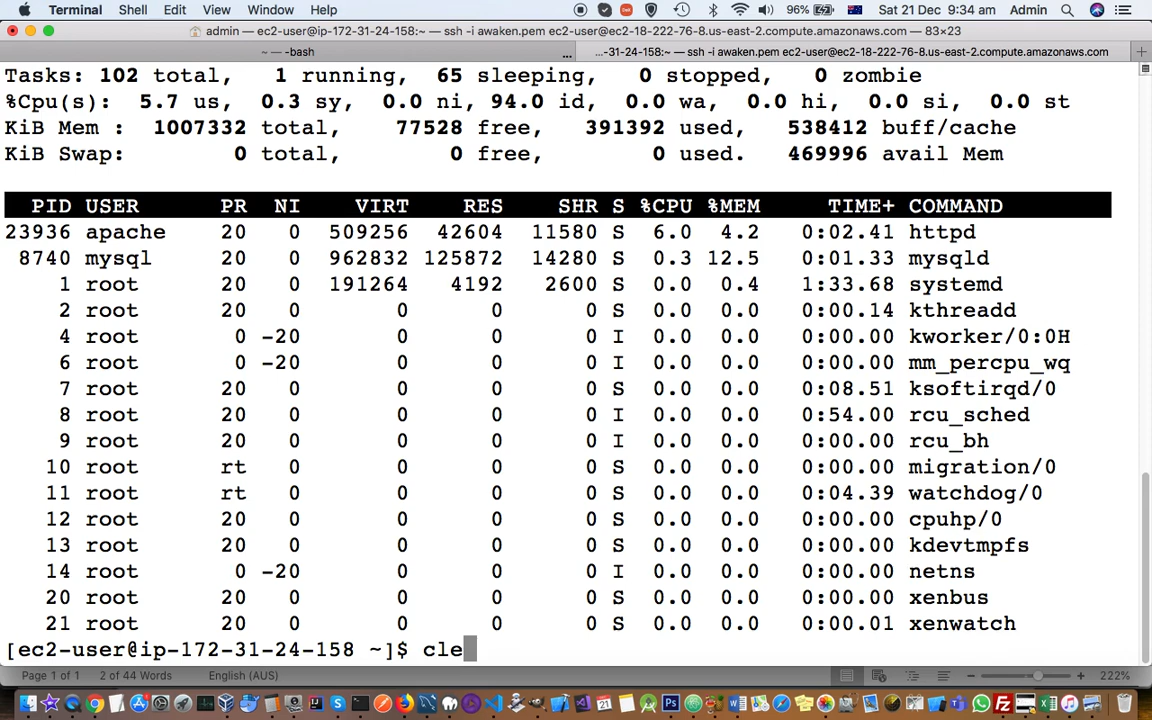 Terminal Shell Edit View Window Help 96% Sat 21 Dec 9:34 am Admin
admin — ec2-user@ip-172-31-24-158:~ — ssh -i awaken.pem ec2-user@ec2-18-222-76-8.us-east-2.compute.amazonaws.com — 83×23
~ — -bash ... ...-31-24-158:~ — ssh -i awaken.pem ec2-user@ec2-18-222-76-8.us-east-2.compute.amazonaws.com +
Tasks: 102 total, 1 running, 65 sleeping, 0 stopped, 0 zombie
%Cpu(s): 5.7 us, 0.3 sy, 0.0 ni, 94.0 id, 0.0 wa, 0.0 hi, 0.0 si, 0.0 st
KiB Mem : 1007332 total, 77528 free, 391392 used, 538412 buff/cache
KiB Swap: 0 total, 0 free, 0 used. 469996 avail Mem
PID USER PR NI VIRT RES SHR S %CPU %MEM TIME+ COMMAND
23936 apache 20 0 509256 42604 11580 S 6.0 4.2 0:02.41 httpd
8740 mysql 20 0 962832 125872 14280 S 0.3 12.5 0:01.33 mysqld
1 root 20 0 191264 4192 2600 S 0.0 0.4 1:33.68 systemd
2 root 20 0 0 0 0 S 0.0 0.0 0:00.14 kthreadd
4 root 0 -20 0 0 0 I 0.0 0.0 0:00.00 kworker/0:0H
6 root 0 -20 0 0 0 I 0.0 0.0 0:00.00 mm_percpu_wq
7 root 20 0 0 0 0 S 0.0 0.0 0:08.51 ksoftirqd/0
8 root 20 0 0 0 0 I 0.0 0.0 0:54.00 rcu_sched
9 root 20 0 0 0 0 I 0.0 0.0 0:00.00 rcu_bh
10 root rt 0 0 0 0 S 0.0 0.0 0:00.00 migration/0
11 root rt 0 0 0 0 S 0.0 0.0 0:04.39 watchdog/0
12 root 20 0 0 0 0 S 0.0 0.0 0:00.00 cpuhp/0
13 root 20 0 0 0 0 S 0.0 0.0 0:00.00 kdevtmpfs
14 root 0 -20 0 0 0 I 0.0 0.0 0:00.00 netns
20 root 20 0 0 0 0 S 0.0 0.0 0:00.00 xenbus
21 root 20 0 0 0 0 S 0.0 0.0 0:00.01 xenwatch
[ec2-user@ip-172-31-24-158 ~]$ cle
Page 1 of 1 2 of 44 Words English (AUS) 222%